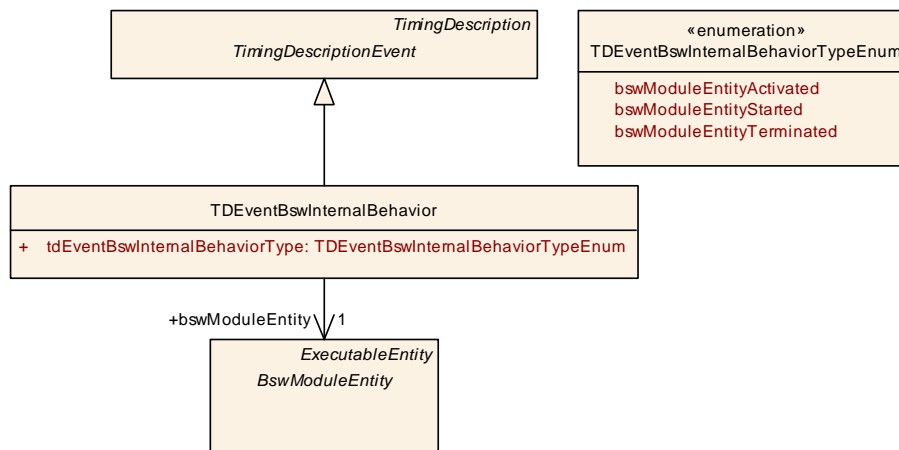 TimingDescription
TimingDescriptionEvent
«enumeration»
TDEventBswInternalBehaviorTypeEnum
bswModuleEntityActivated
bswModuleEntityStarted
bswModuleEntityTerminated
TDEventBswInternalBehavior
+ tdEventBswInternalBehaviorType: TDEventBswInternalBehaviorTypeEnum
+bswModuleEntity 1
ExecutableEntity
BswModuleEntity